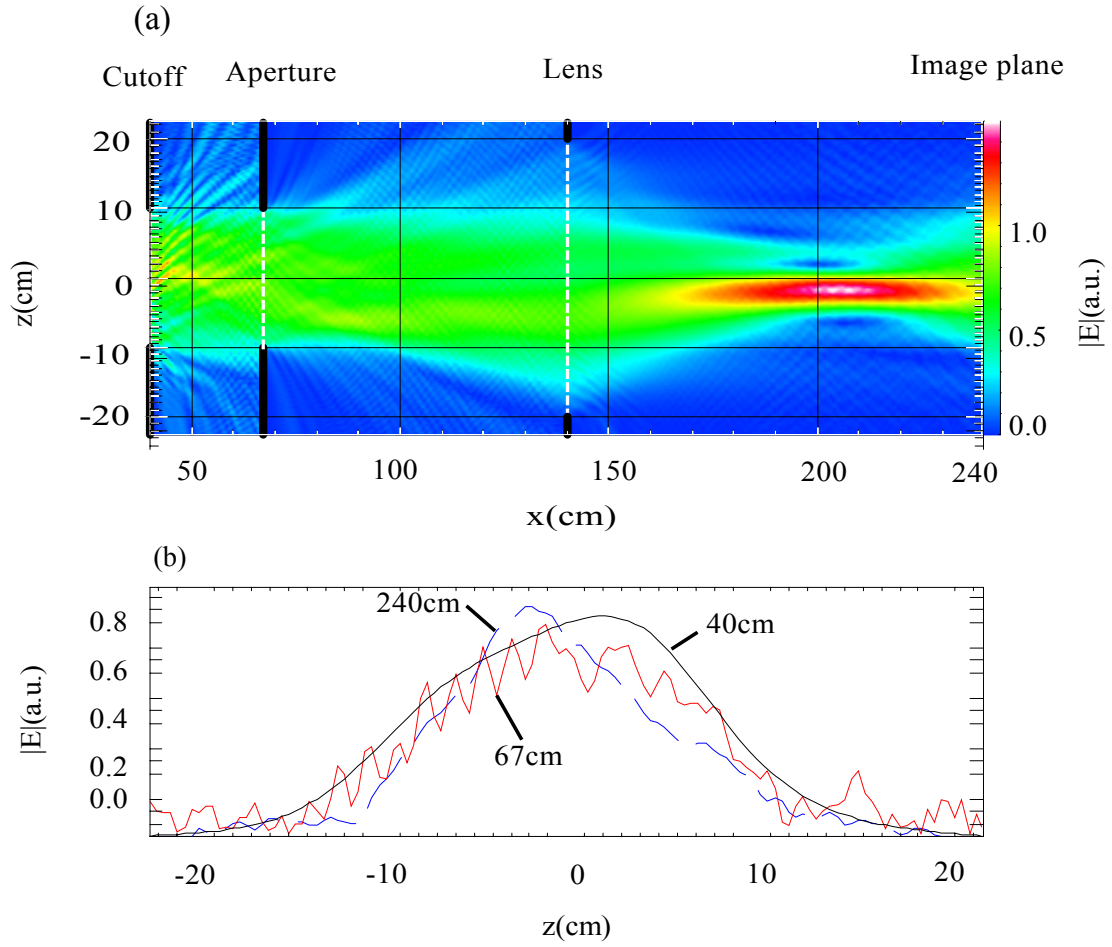 (a)
Cutoff Aperture Lens Image plane
20
10
0
-10
-20
z(cm)
50 100 150 200 240
x(cm)
1.0
0.5
0.0
|E|(a.u.)
(b)
0.8
0.6
0.4
0.2
0.0
|E|(a.u.)
240cm
40cm
67cm
-20 -10 0 10 20
z(cm)